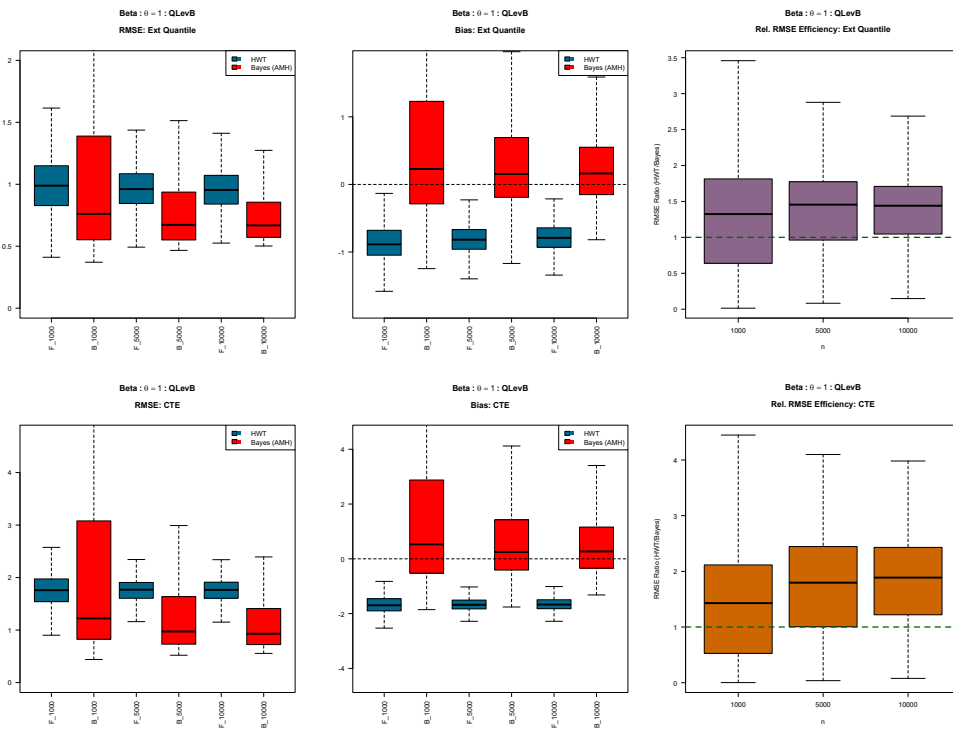 Beta : θ = 1 : QLevB
RMSE: Ext Quantile
HWT
Bayes (AMH)
2
1.5
1
0.5
0
F_1000
B_1000
F_5000
B_5000
F_10000
B_10000
Beta : θ = 1 : QLevB
Bias: Ext Quantile
HWT
Bayes (AMH)
1
0
-1
F_1000
B_1000
F_5000
B_5000
F_10000
B_10000
Beta : θ = 1 : QLevB
Rel. RMSE Efficiency: Ext Quantile
RMSE Ratio (HWT/Bayes)
3.5
3
2.5
2
1.5
1
0.5
0
1000
5000
10000
n
Beta : θ = 1 : QLevB
RMSE: CTE
HWT
Bayes (AMH)
4
3
2
1
0
F_1000
B_1000
F_5000
B_5000
F_10000
B_10000
Beta : θ = 1 : QLevB
Bias: CTE
HWT
Bayes (AMH)
4
2
0
-2
-4
F_1000
B_1000
F_5000
B_5000
F_10000
B_10000
Beta : θ = 1 : QLevB
Rel. RMSE Efficiency: CTE
RMSE Ratio (HWT/Bayes)
4
3
2
1
0
1000
5000
10000
n